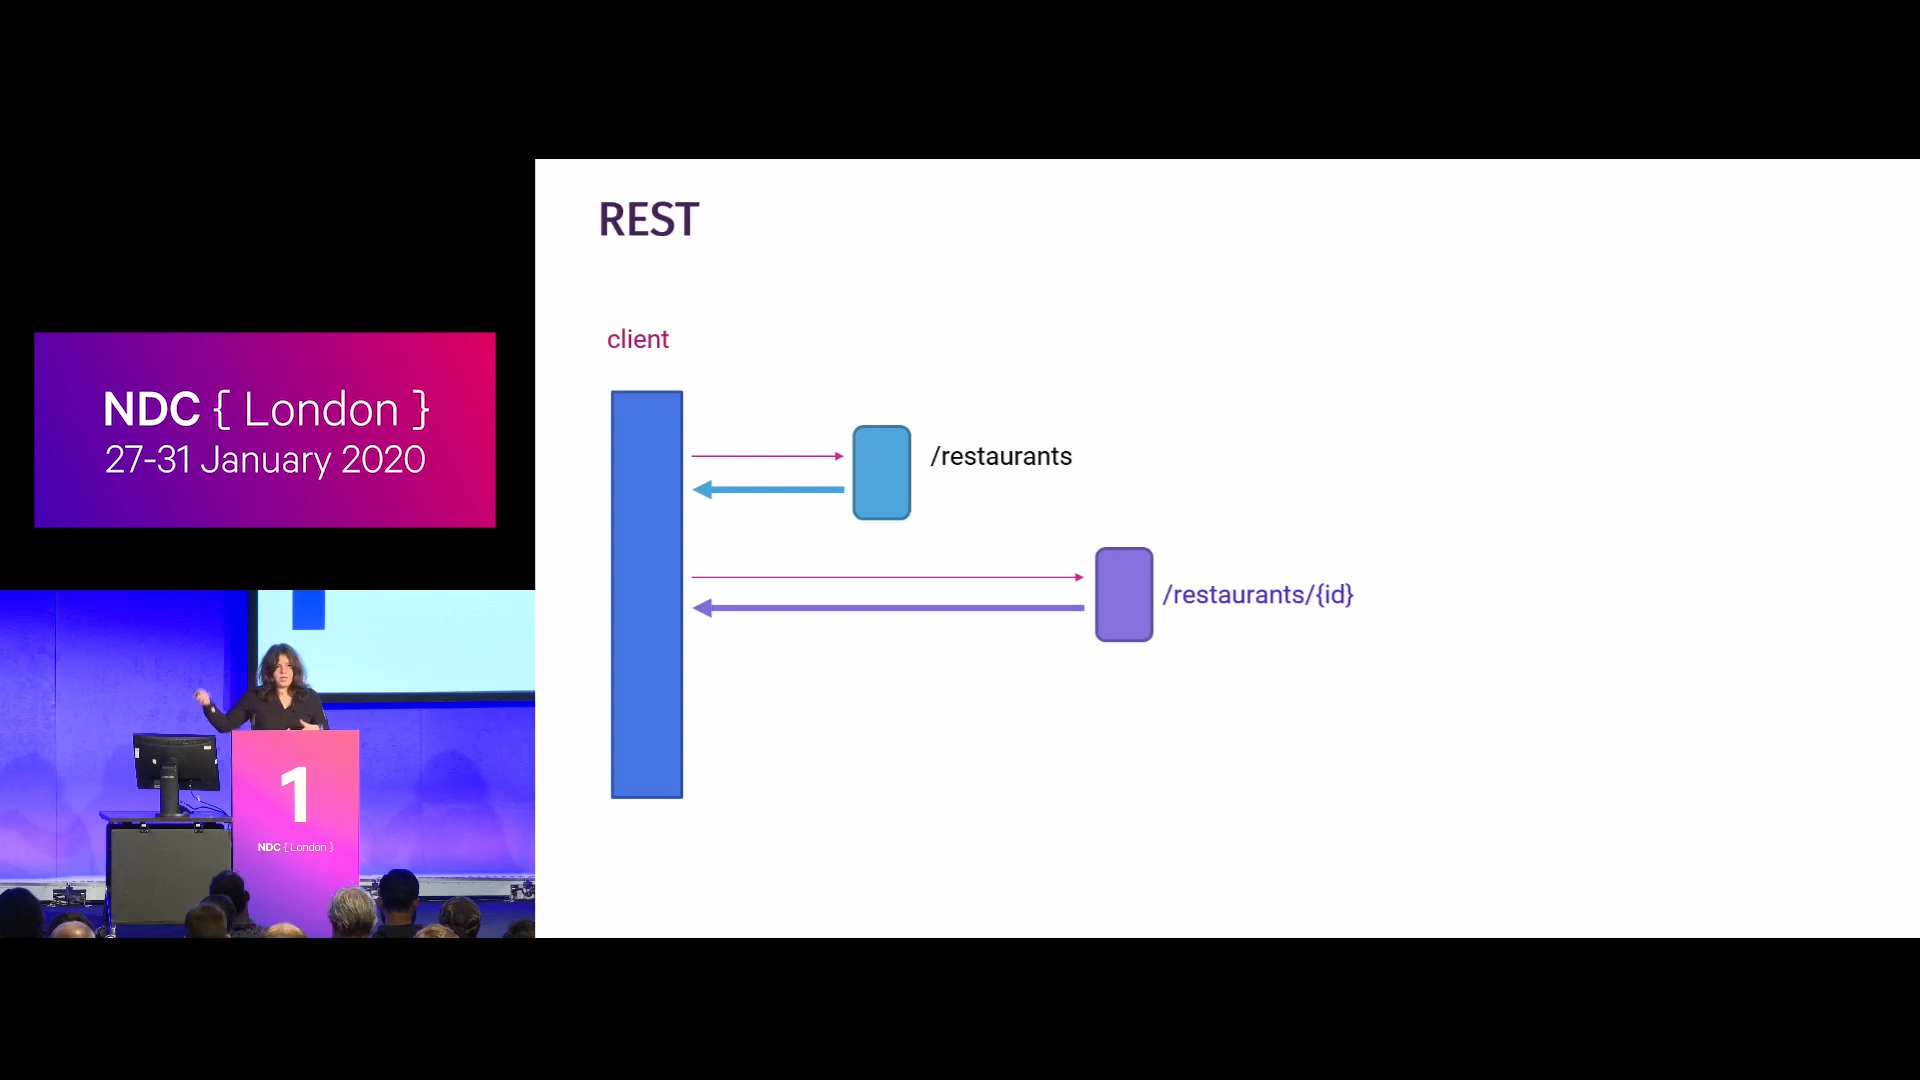 NDC { London }
27-31 January 2020
REST
client
/restaurants
/restaurants/{id}
1
NDC { London }